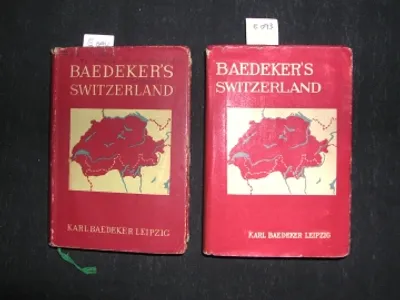 BAEDEKER'S
SWITZERLAND
KARL BAEDEKER LEIPZIG
BAEDEKER'S
SWITZERLAND
KARL BAEDEKER LEIPZIG